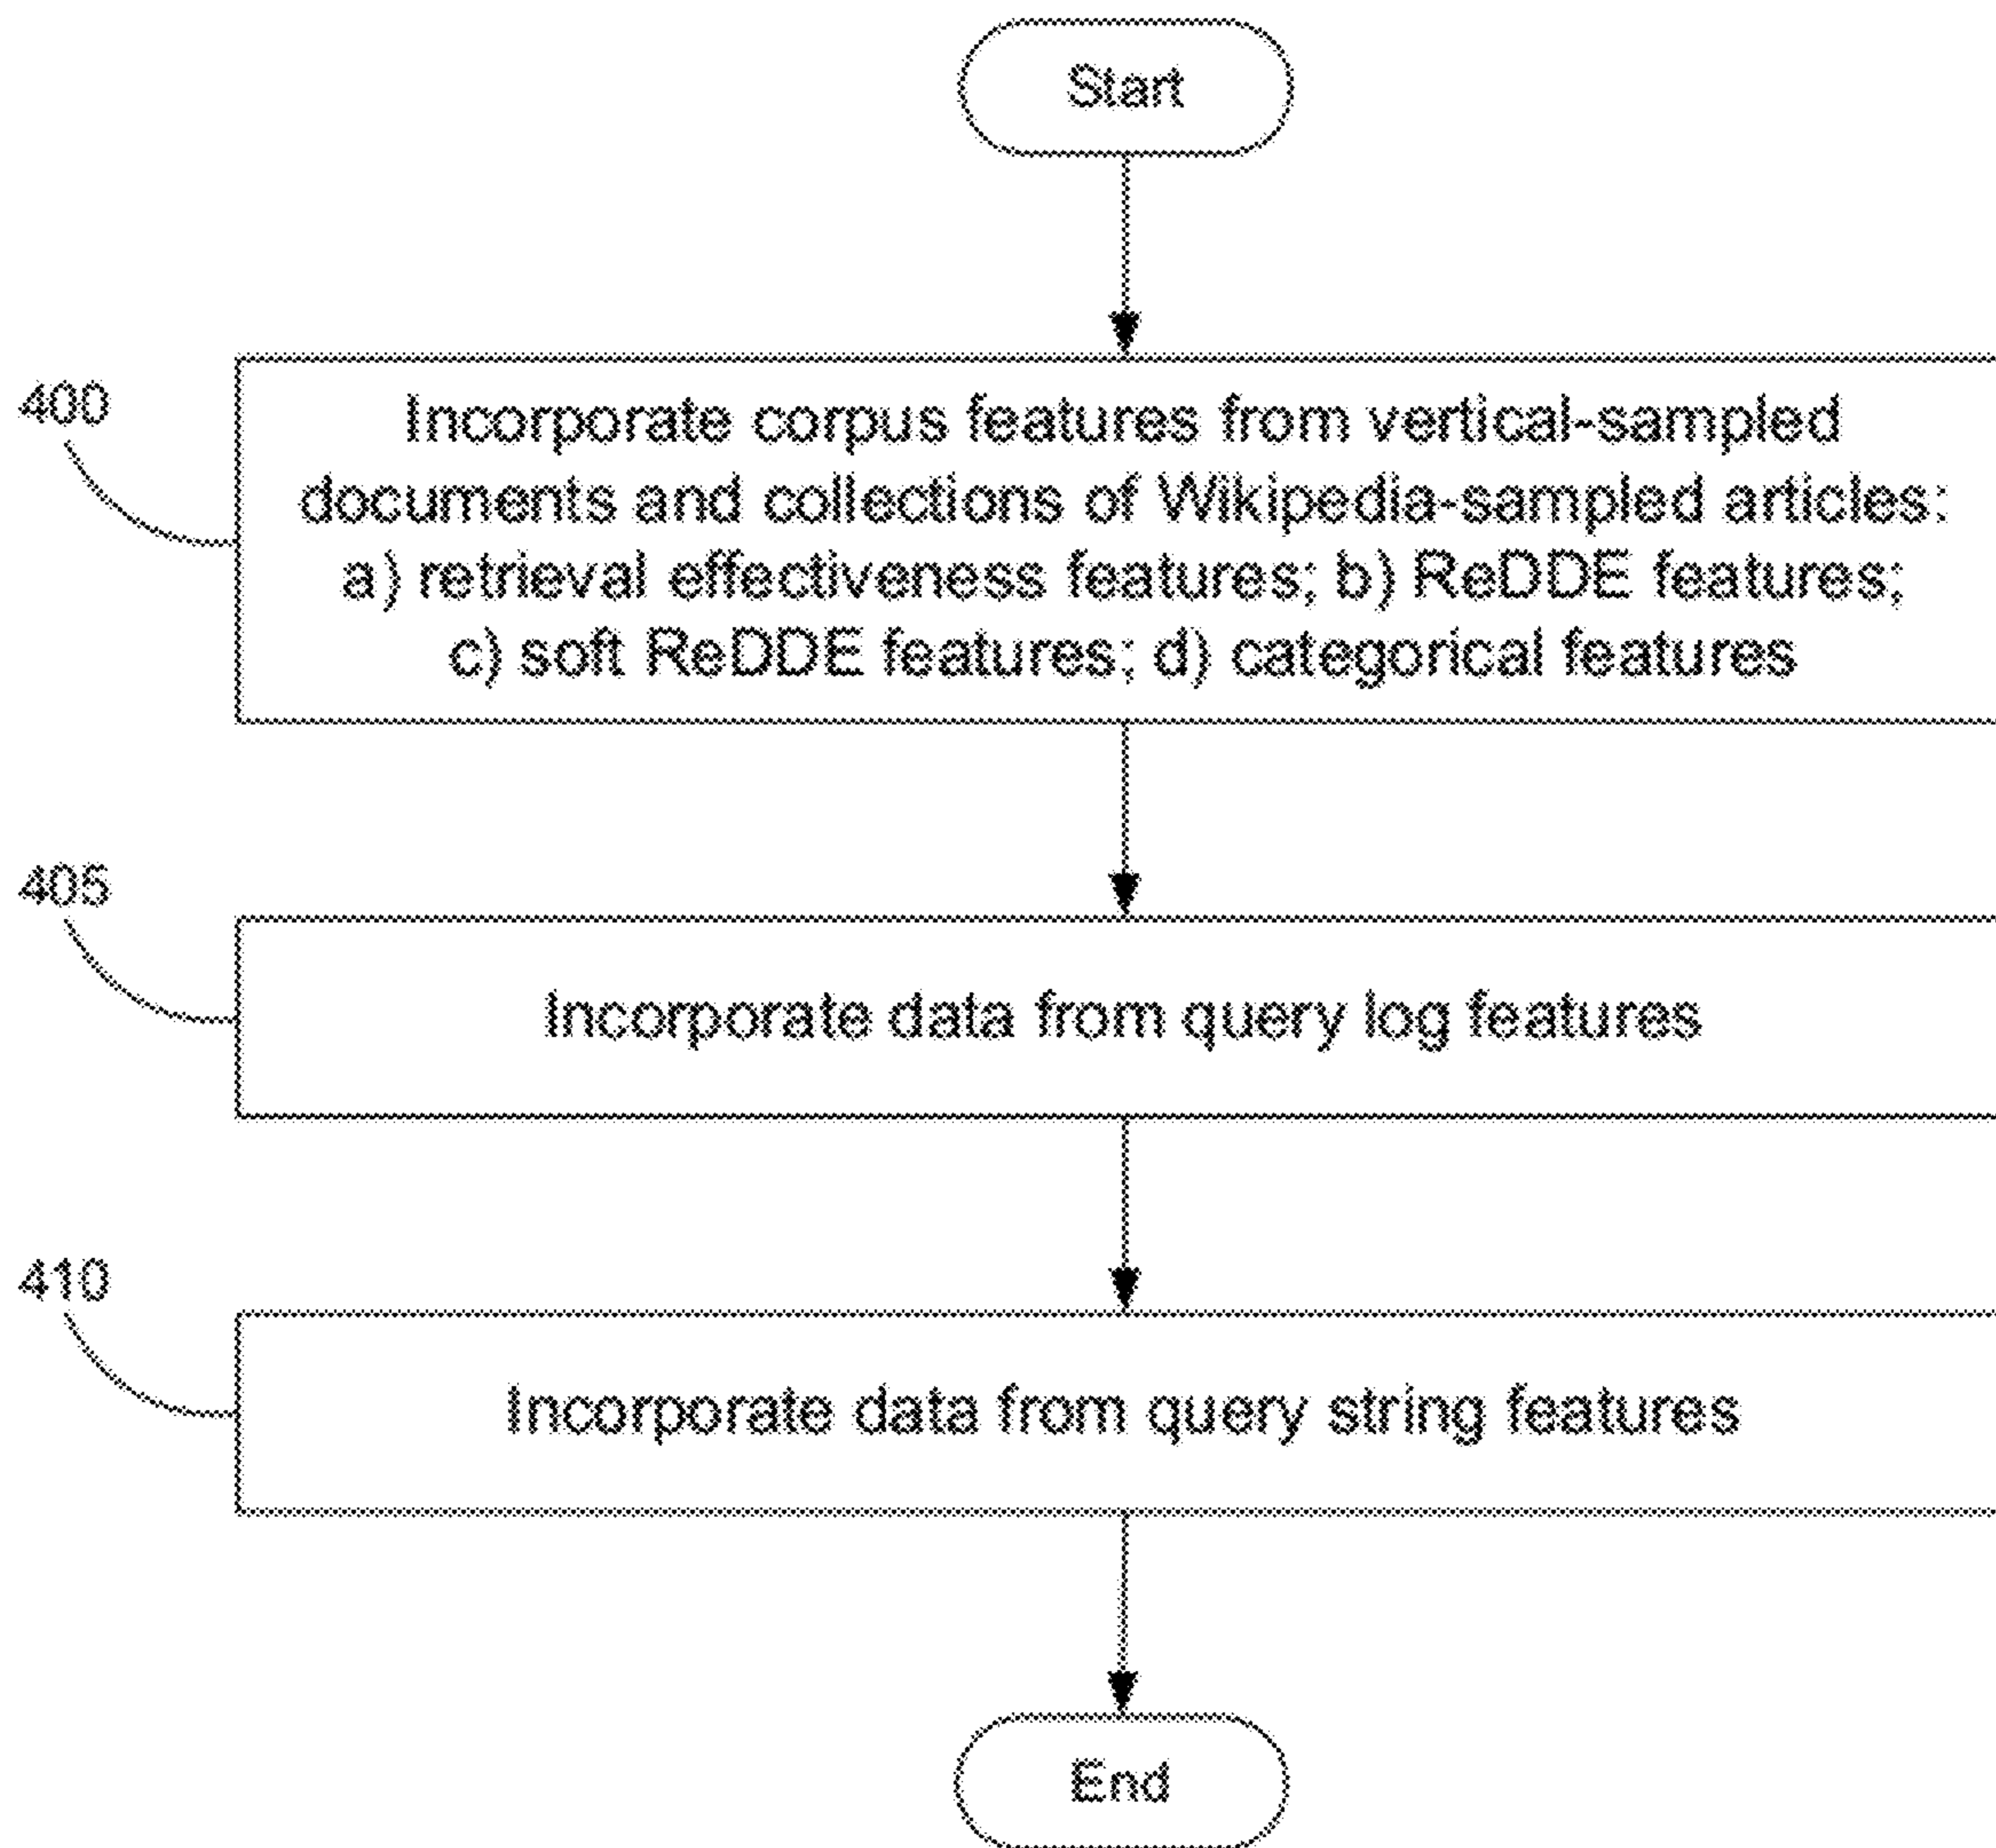 Start
400
Incorporate corpus features from vertical-sampled
documents and collections of Wikipedia-sampled articles:
a) retrieval effectiveness features; b) ReDDE features;
c) soft ReDDE features; d) categorical features
405
Incorporate data from query log features
410
Incorporate data from query string features
End